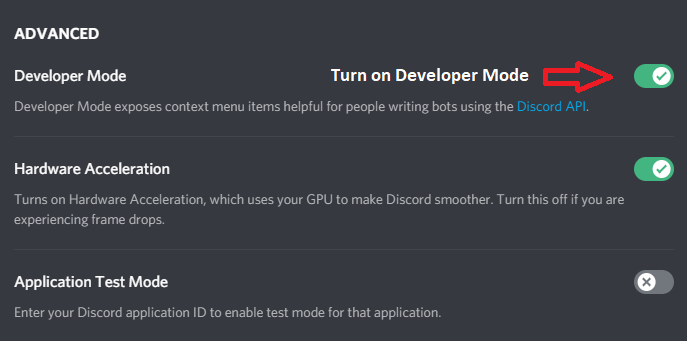 ADVANCED
Developer Mode
Turn on Developer Mode
Developer Mode exposes context menu items helpful for people writing bots using the Discord API.
Hardware Acceleration
Turns on Hardware Acceleration, which uses your GPU to make Discord smoother. Turn this off if you are
experiencing frame drops.
Application Test Mode
Enter your Discord application ID to enable test mode for that application.